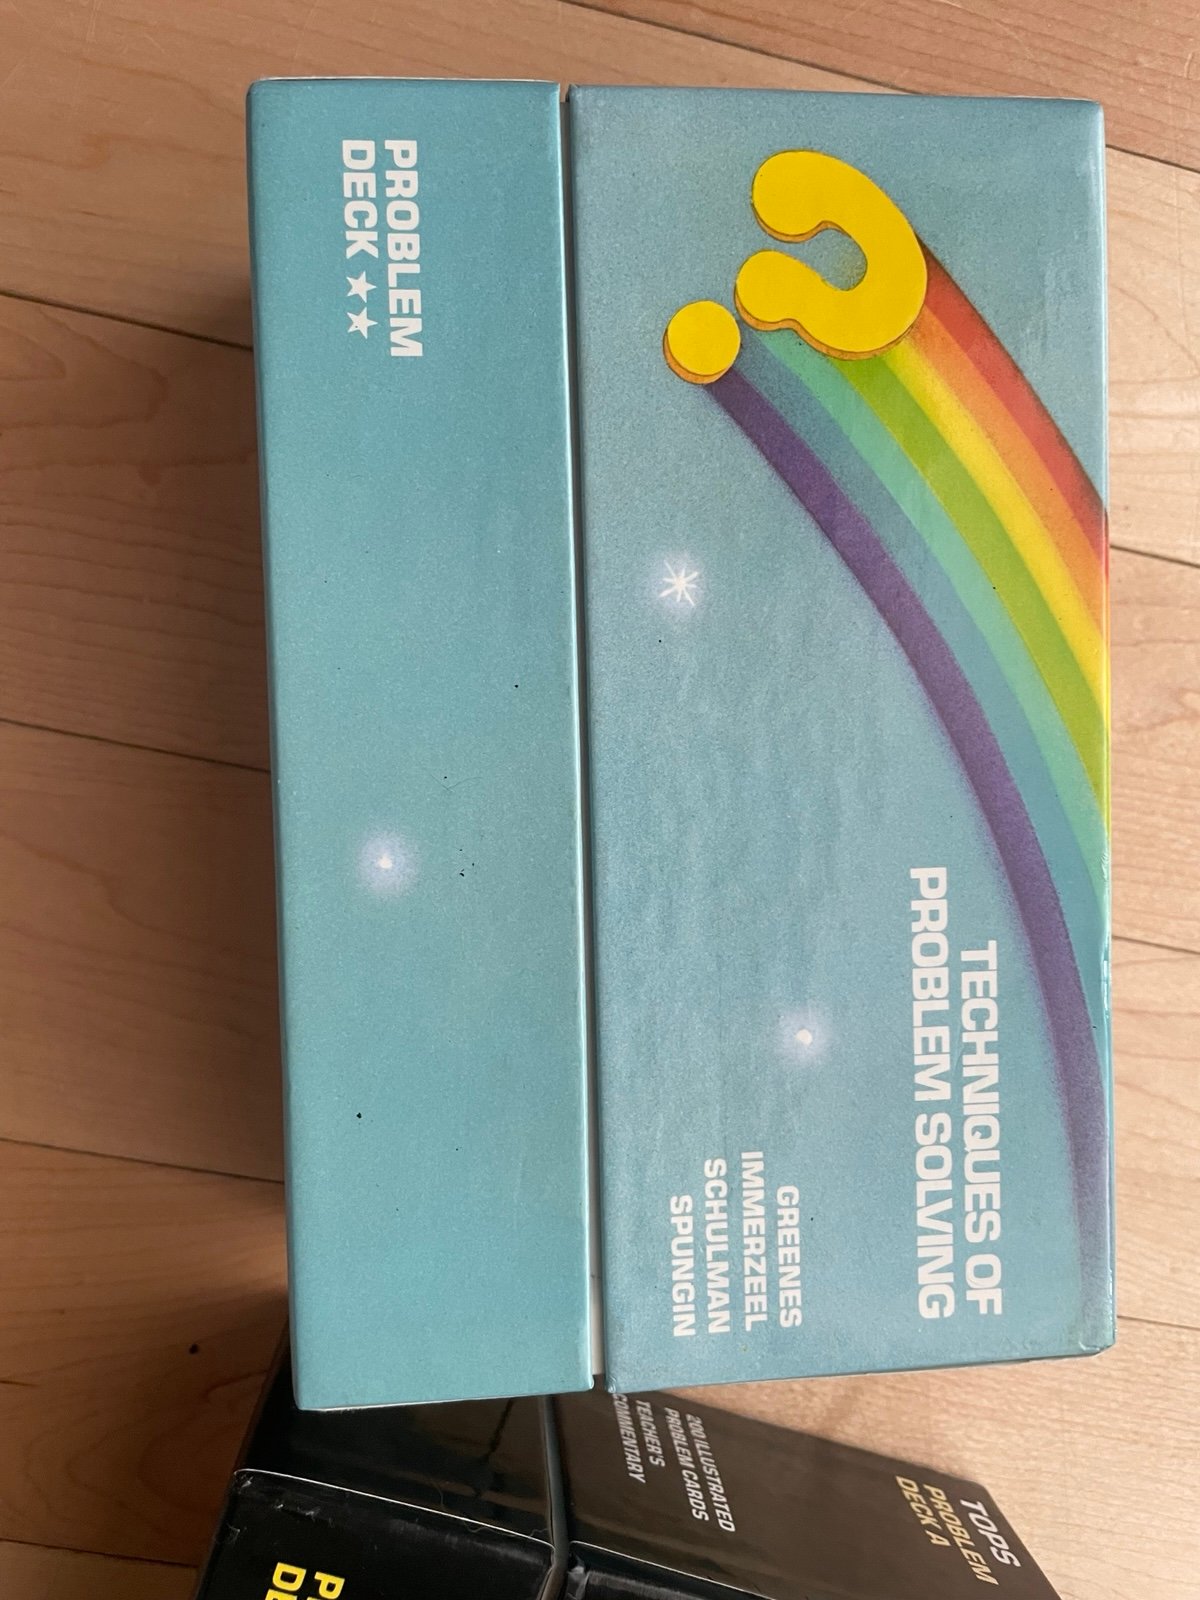 TECHNIQUES OF
PROBLEM SOLVING
GREENES
IMMERZEEL
SCHULMAN
SPUNGIN
PROBLEM
DECK ★★
TOPS
PROBLEM
DECK A
200 ILLUSTRATED
PROBLEM CARDS
TEACHER'S
COMMENTARY